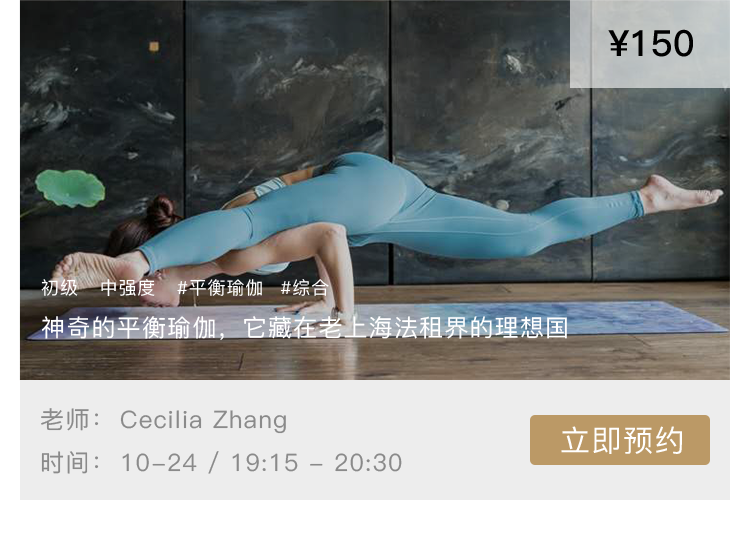 ¥150
初级 中强度 #平衡瑜伽 #综合
神奇的平衡瑜伽，它藏在老上海法租界的理想国
老师： Cecilia Zhang
时间： 10-24 / 19:15 - 20:30
立即预约